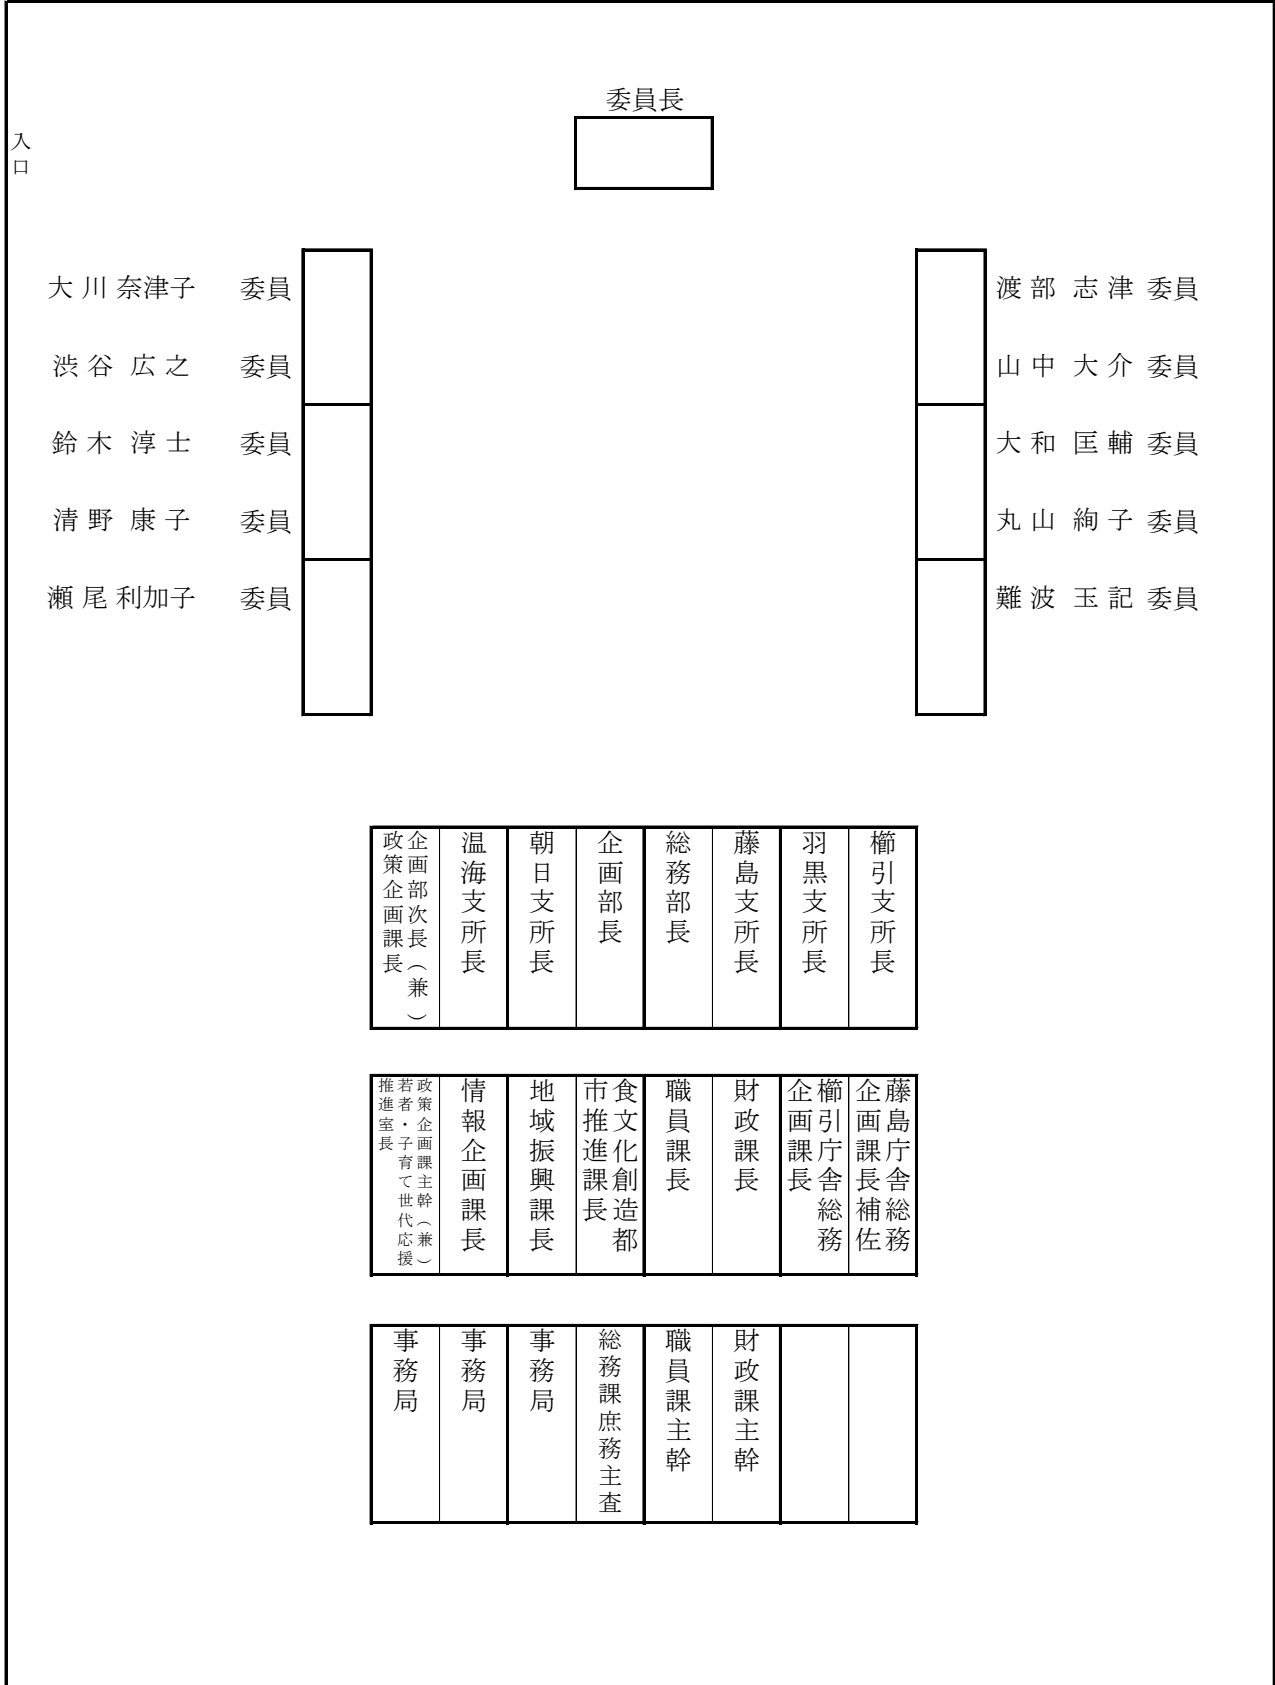 委員長
入口
大川 奈津子 委員
渋谷 広之 委員
鈴木 淳士 委員
清野 康子 委員
瀬尾 利加子 委員
渡部 志津 委員
山中 大介 委員
大和 匡輔 委員
丸山 絢子 委員
難波 玉記 委員
企画部次長(兼)
政策企画課長
温海支所長
朝日支所長
企画部長
総務部長
藤島支所長
羽黒支所長
櫛引支所長
政策企画課主幹(兼)
若者・子育て世代応援
推進室長
情報企画課長
地域振興課長
食文化創造都
市推進課長
職員課長
財政課長
櫛引庁舎総務
企画課長
藤島庁舎総務
企画課長補佐
事務局
事務局
事務局
総務課庶務主査
職員課主幹
財政課主幹